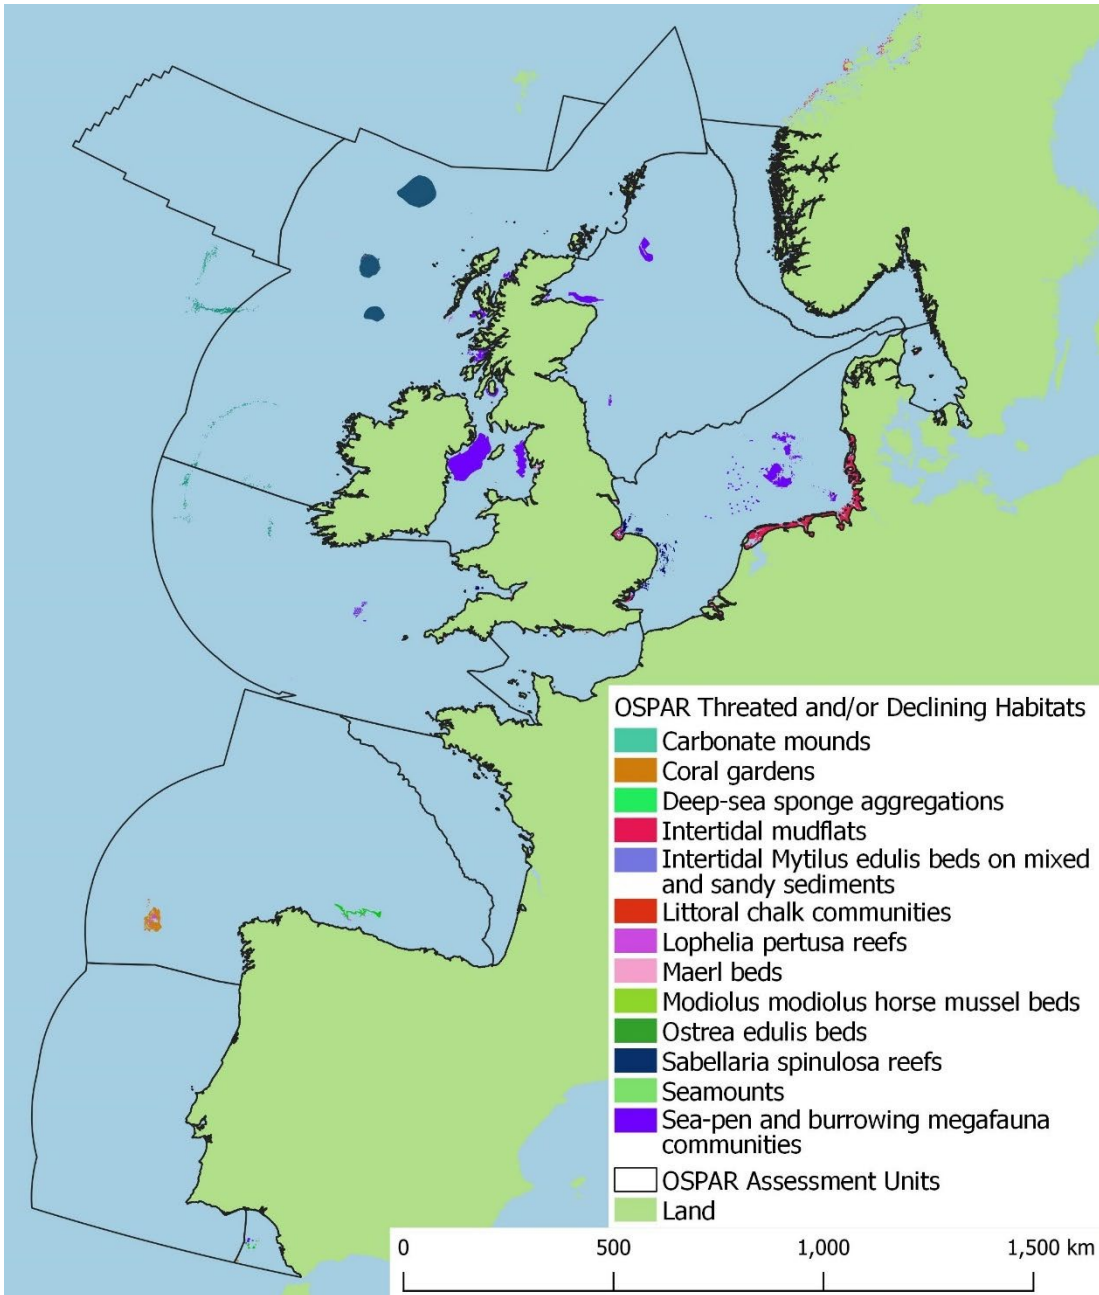 OSPAR Threated and/or Declining Habitats
Carbonate mounds
Coral gardens
Deep-sea sponge aggregations
Intertidal mudflats
Intertidal Mytilus edulis beds on mixed
and sandy sediments
Littoral chalk communities
Lophelia pertusa reefs
Maerl beds
Modiolus modiolus horse mussel beds
Ostrea edulis beds
Sabellaria spinulosa reefs
Seamounts
Sea-pen and burrowing megafauna
communities
OSPAR Assessment Units
Land
0 500 1,000 1,500 km